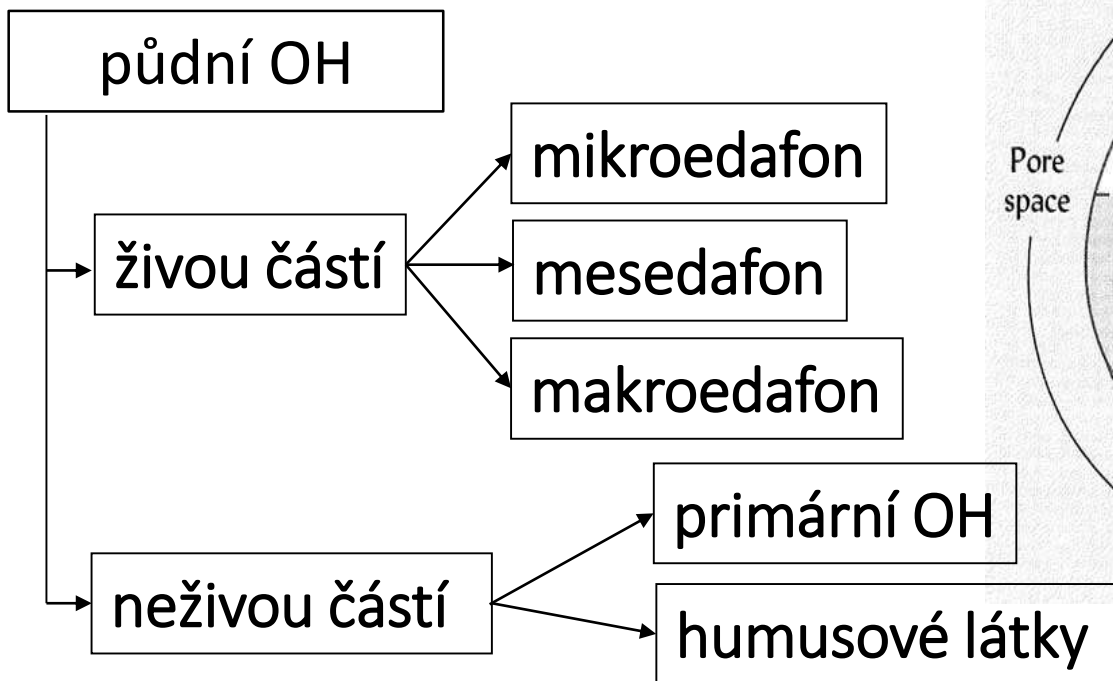 půdní OH
mikroedafon
živou částí
mesedafon
makroedafon
primární OH
neživou částí
humusové látky
Pore
space